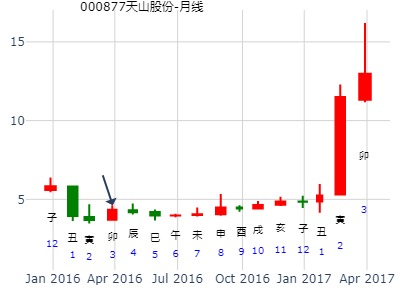 000877天山股份-月线
15
10
5
子 丑 寅 卯 辰 巳 午 未 申 酉 戌 亥 子 丑 寅 卯
12 1 2 3 4 5 6 7 8 9 10 11 12 1 2 3
Jan 2016 Apr 2016 Jul 2016 Oct 2016 Jan 2017 Apr 2017